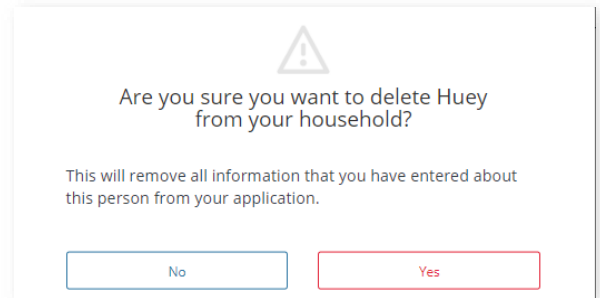 Are you sure you want to delete Huey
from your household?
This will remove all information that you have entered about
this person from your application.
No
Yes